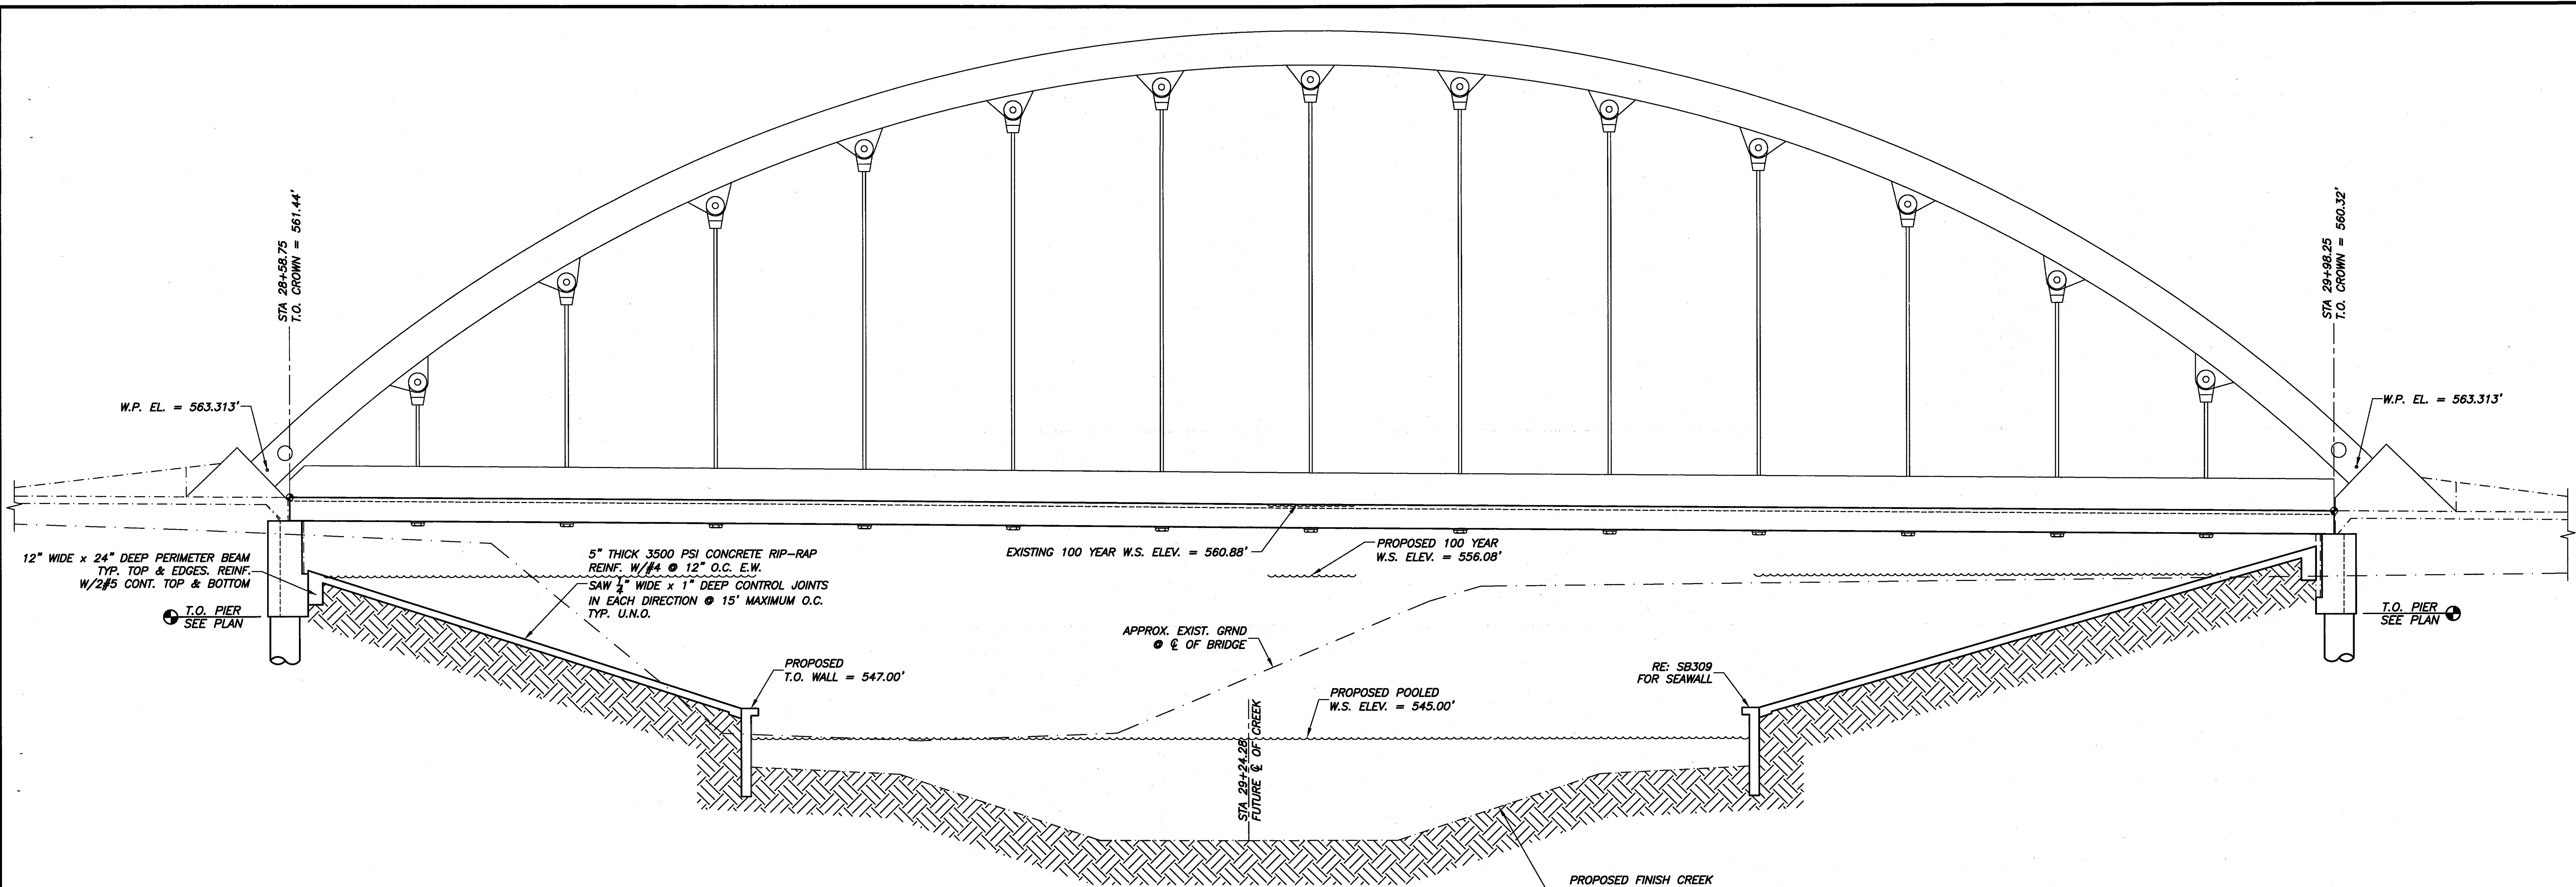 STA 28+58.75
T.O. CROWN = 561.44'
STA 29+98.25
T.O. CROWN = 560.32'
W.P. EL. = 563.313'
W.P. EL. = 563.313'
12" WIDE x 24" DEEP PERIMETER BEAM
TYP. TOP & EDGES. REINF.
W/2#5 CONT. TOP & BOTTOM
5" THICK 3500 PSI CONCRETE RIP-RAP
REINF. W/#4 @ 12" O.C. E.W.
SAW 1/4" WIDE x 1" DEEP CONTROL JOINTS
IN EACH DIRECTION @ 15' MAXIMUM O.C.
TYP. U.N.O.
EXISTING 100 YEAR W.S. ELEV. = 560.88'
PROPOSED 100 YEAR
W.S. ELEV. = 556.08'
T.O. PIER
SEE PLAN
T.O. PIER
SEE PLAN
APPROX. EXIST. GRND
@ ℄ OF BRIDGE
PROPOSED
T.O. WALL = 547.00'
RE: SB309
FOR SEAWALL
PROPOSED POOLED
W.S. ELEV. = 545.00'
STA 29+24.28
FUTURE ℄ OF CREEK
PROPOSED FINISH CREEK